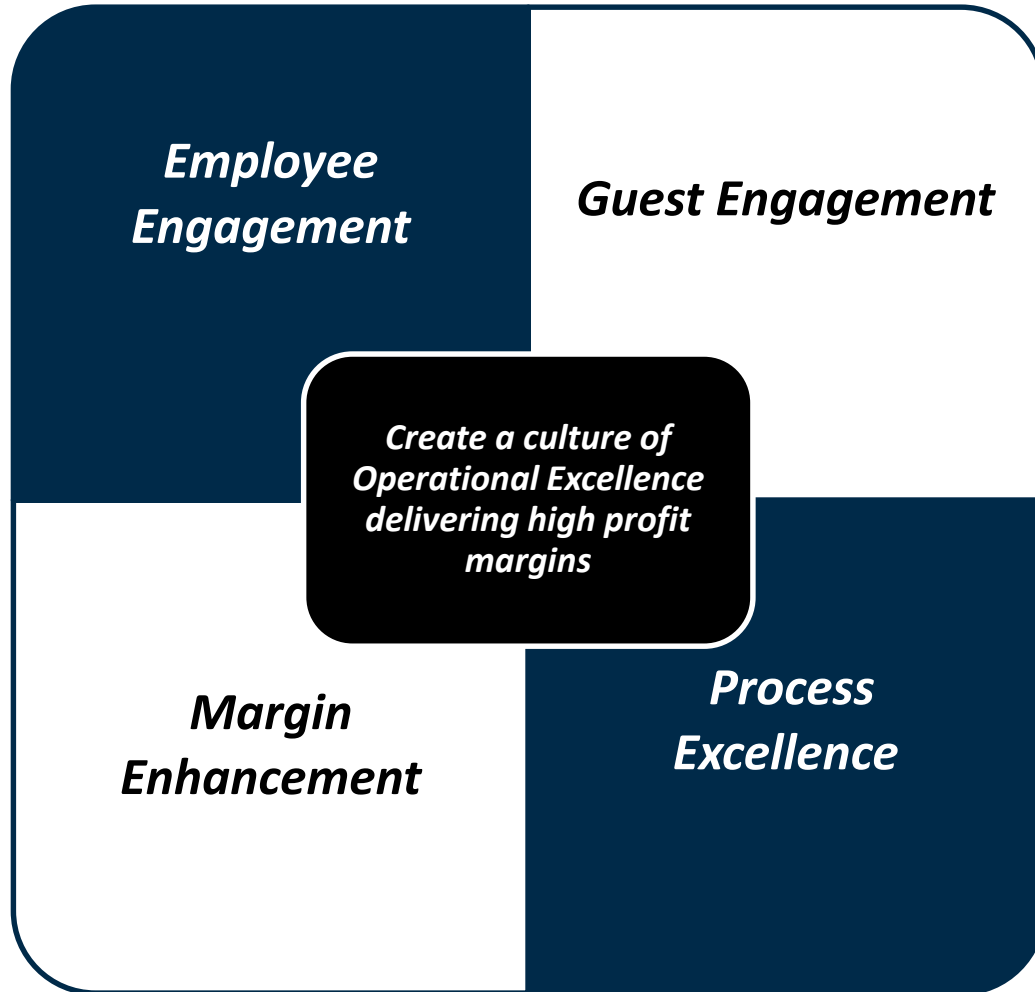 Employee
Engagement
Guest Engagement
Create a culture of
Operational Excellence
delivering high profit
margins
Margin
Enhancement
Process
Excellence